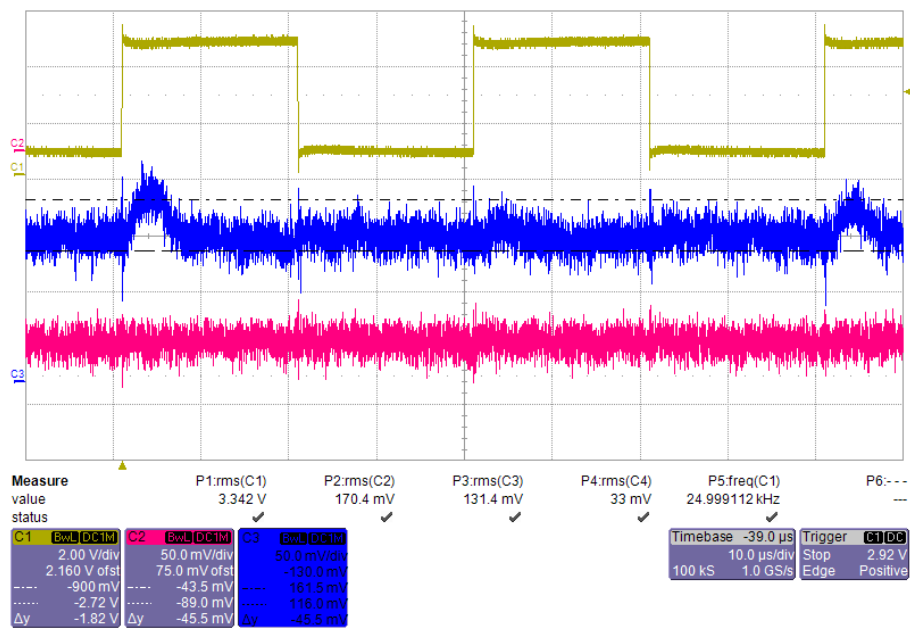 C2
C1
C3
Measure P1:rms(C1) P2:rms(C2) P3:rms(C3) P4:rms(C4) P5:freq(C1) P6:- - -
value 3.342 V 170.4 mV 131.4 mV 33 mV 24.999112 kHz ---
status ✔ ✔ ✔ ✔ ✔
C1 BwL DC1M
2.00 V/div
2.160 V ofst
-900 mV
-2.72 V
Δy -1.82 V
C2 BwL DC1M
50.0 mV/div
75.0 mV ofst
-43.5 mV
-89.0 mV
Δy -45.5 mV
C3 BwL DC1M
50.0 mV/div
-130.0 mV
161.5 mV
116.0 mV
Δy -45.5 mV
Timebase -39.0 µs
10.0 µs/div
100 kS 1.0 GS/s
Trigger C1 DC
Stop 2.92 V
Edge Positive